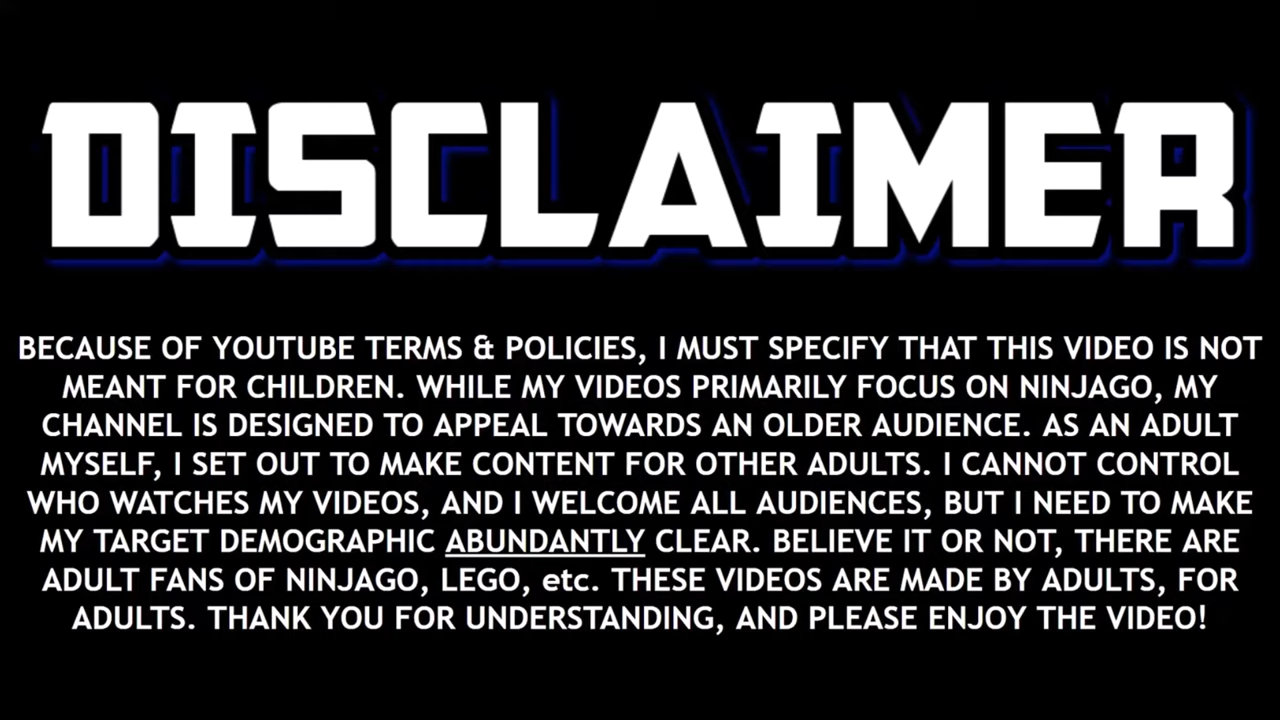 DISCLAIMER
BECAUSE OF YOUTUBE TERMS & POLICIES, I MUST SPECIFY THAT THIS VIDEO IS NOT
MEANT FOR CHILDREN. WHILE MY VIDEOS PRIMARILY FOCUS ON NINJAGO, MY
CHANNEL IS DESIGNED TO APPEAL TOWARDS AN OLDER AUDIENCE. AS AN ADULT
MYSELF, I SET OUT TO MAKE CONTENT FOR OTHER ADULTS. I CANNOT CONTROL
WHO WATCHES MY VIDEOS, AND I WELCOME ALL AUDIENCES, BUT I NEED TO MAKE
MY TARGET DEMOGRAPHIC ABUNDANTLY CLEAR. BELIEVE IT OR NOT, THERE ARE
ADULT FANS OF NINJAGO, LEGO, etc. THESE VIDEOS ARE MADE BY ADULTS, FOR
ADULTS. THANK YOU FOR UNDERSTANDING, AND PLEASE ENJOY THE VIDEO!